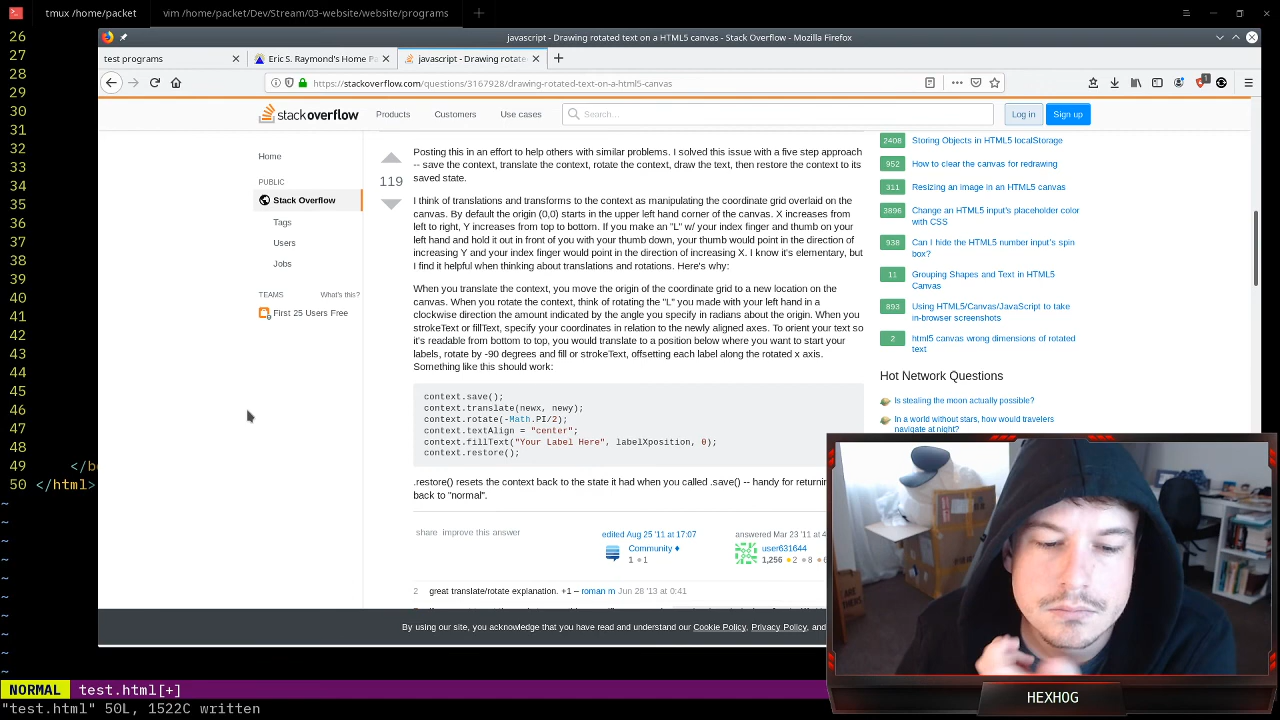 tmux /home/packet
vim /home/packet/Dev/Stream/03-website/website/programs
26
27
28
29
30
31
32
33
34
35
36
37
38
39
40
41
42
43
44
45
46
47
48
49 </bo
50 </html>
~
~
~
~
~
~
~
~
~
~
javascript - Drawing rotated text on a HTML5 canvas - Stack Overflow - Mozilla Firefox
test programs
Eric S. Raymond's Home P
javascript - Drawing rotate
https://stackoverflow.com/questions/3167928/drawing-rotated-text-on-a-html5-canvas
1
stackoverflow
Products
Customers
Use cases
Search...
Log in
Sign up
Home
PUBLIC
Stack Overflow
Tags
Users
Jobs
TEAMS
What's this?
First 25 Users Free
119
Posting this in an effort to help others with similar problems. I solved this issue with a five step approach
-- save the context, translate the context, rotate the context, draw the text, then restore the context to its
saved state.
I think of translations and transforms to the context as manipulating the coordinate grid overlaid on the
canvas. By default the origin (0,0) starts in the upper left hand corner of the canvas. X increases from
left to right, Y increases from top to bottom. If you make an "L" w/ your index finger and thumb on your
left hand and hold it out in front of you with your thumb down, your thumb would point in the direction of
increasing Y and your index finger would point in the direction of increasing X. I know it's elementary, but
I find it helpful when thinking about translations and rotations. Here's why:
When you translate the context, you move the origin of the coordinate grid to a new location on the
canvas. When you rotate the context, think of rotating the "L" you made with your left hand in a
clockwise direction the amount indicated by the angle you specify in radians about the origin. When you
strokeText or fillText, specify your coordinates in relation to the newly aligned axes. To orient your text so
it's readable from bottom to top, you would translate to a position below where you want to start your
labels, rotate by -90 degrees and fill or strokeText, offsetting each label along the rotated x axis.
Something like this should work:
context.save();
context.translate(newx, newy);
context.rotate(-Math.PI/2);
context.textAlign = "center";
context.fillText("Your Label Here", labelXposition, 0);
context.restore();
.restore() resets the context back to the state it had when you called .save() -- handy for returnin
back to "normal".
share improve this answer
edited Aug 25 '11 at 17:07
Community ♦
1 1
answered Mar 23 '11 at 4
user631644
1,256 2 8 6
2 great translate/rotate explanation. +1 – roman m Jun 28 '13 at 0:41
By using our site, you acknowledge that you have read and understand our Cookie Policy, Privacy Policy, and
2408 Storing Objects in HTML5 localStorage
952 How to clear the canvas for redrawing
311 Resizing an image in an HTML5 canvas
3896 Change an HTML5 input's placeholder color
with CSS
938 Can I hide the HTML5 number input's spin
box?
11 Grouping Shapes and Text in HTML5
Canvas
893 Using HTML5/Canvas/JavaScript to take
in-browser screenshots
2 html5 canvas wrong dimensions of rotated
text
Hot Network Questions
Is stealing the moon actually possible?
In a world without stars, how would travelers
navigate at night?
HEXHOG
NORMAL test.html[+]
"test.html" 50L, 1522C written